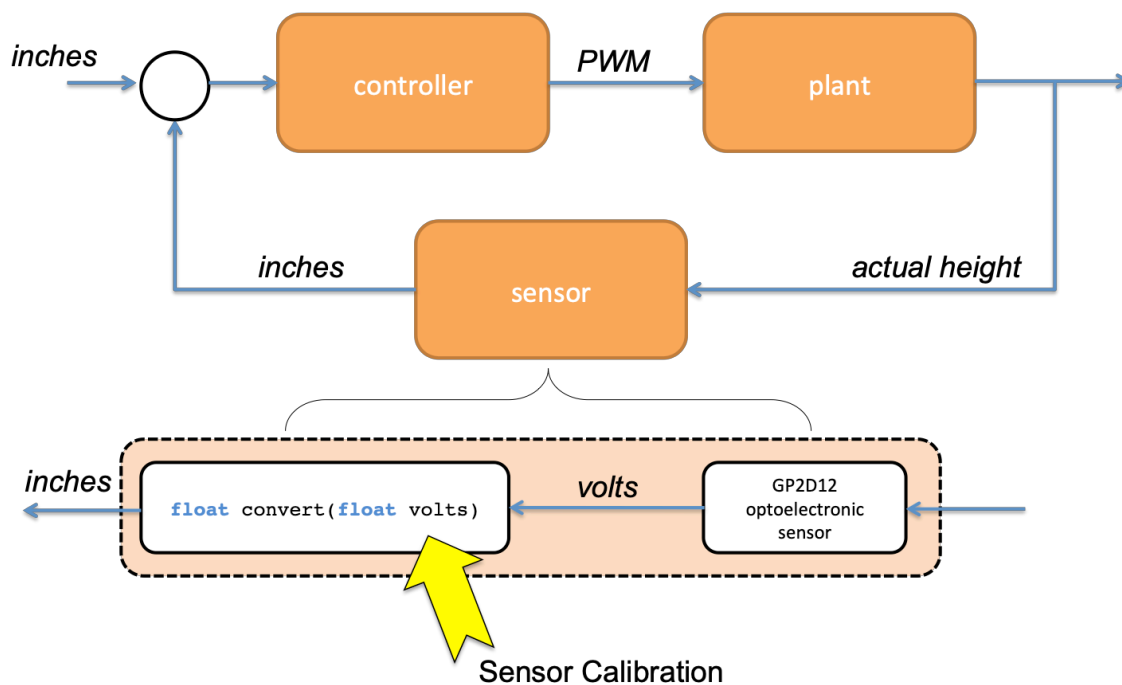 inches
controller
PWM
plant
inches
sensor
actual height
inches
float convert(float volts)
volts
GP2D12
optoelectronic
sensor
Sensor Calibration